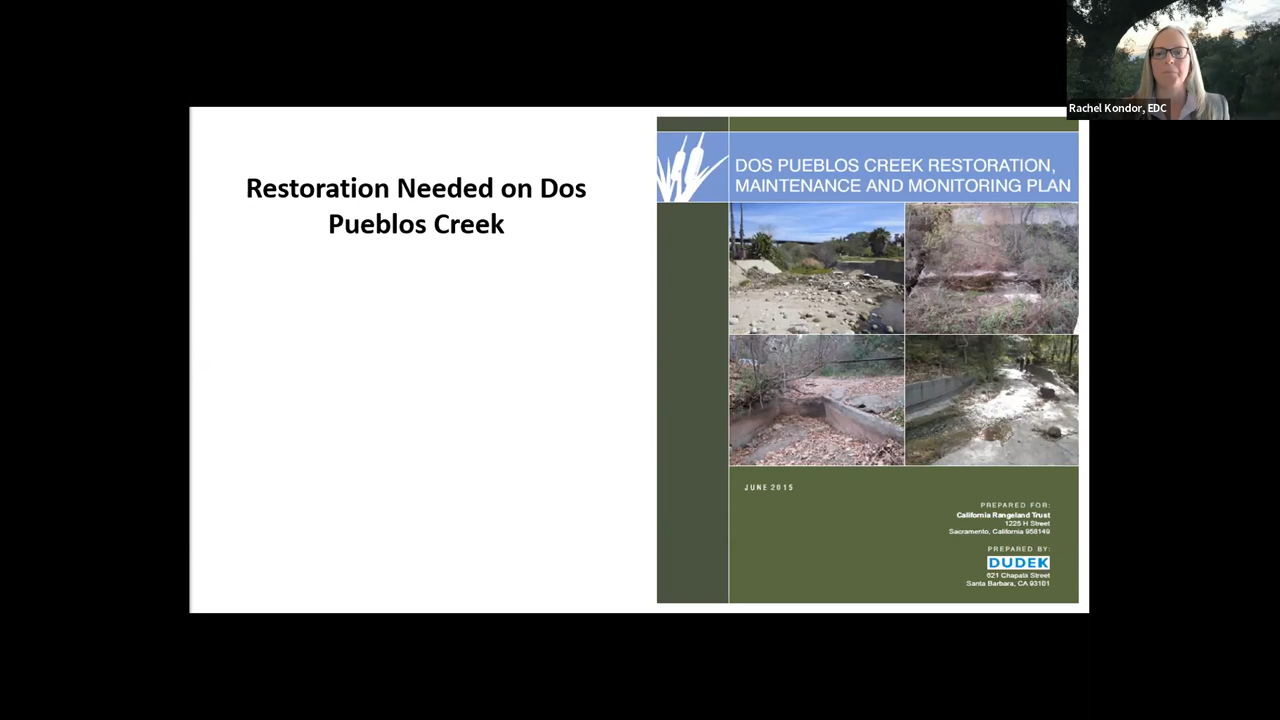 Rachel Kondor, EDC
Restoration Needed on Dos
Pueblos Creek
DOS PUEBLOS CREEK RESTORATION,
MAINTENANCE AND MONITORING PLAN
JUNE 2015
PREPARED FOR:
California Rangeland Trust
1225 H Street
Sacramento, California 958149
PREPARED BY:
DUDEK
621 Chapala Street
Santa Barbara, CA 93101